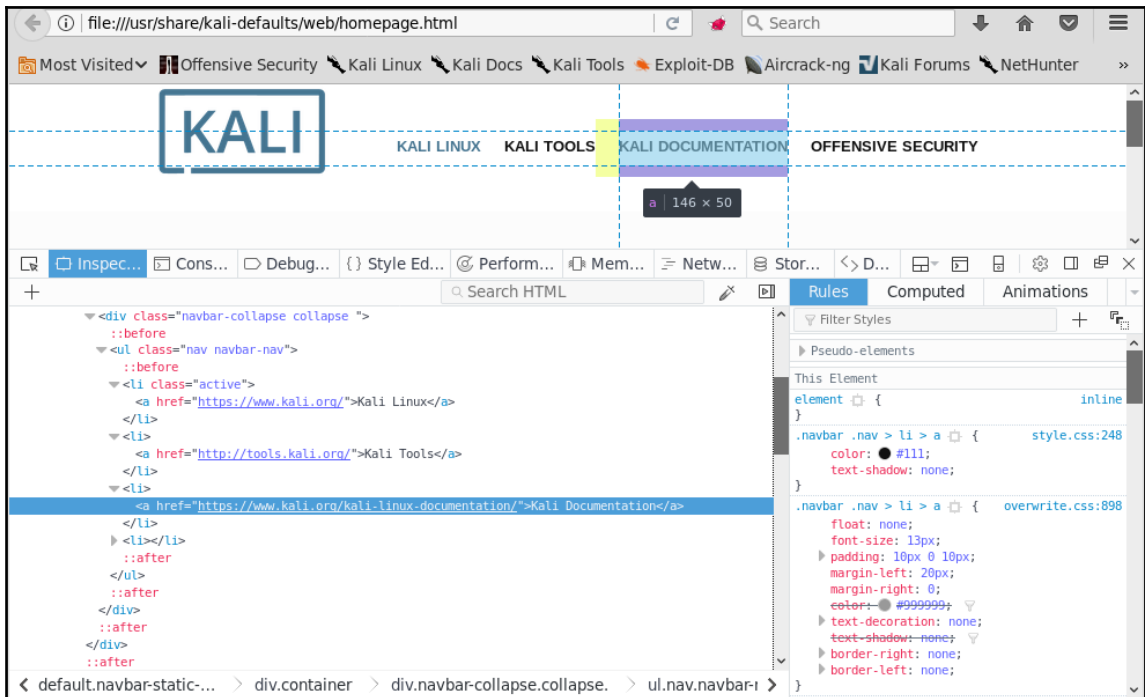 file:///usr/share/kali-defaults/web/homepage.html Search
Most Visited Offensive Security Kali Linux Kali Docs Kali Tools Exploit-DB Aircrack-ng Kali Forums NetHunter »
KALI
KALI LINUX KALI TOOLS KALI DOCUMENTATION OFFENSIVE SECURITY
a 146 × 50
Inspec... Cons... Debug... {} Style Ed... Perform... Mem... Netw... Stor... D...
+ Search HTML Rules Computed Animations
<div class="navbar-collapse collapse ">
::before
<ul class="nav navbar-nav">
::before
<li class="active">
<a href="https://www.kali.org/">Kali Linux</a>
</li>
<li>
<a href="http://tools.kali.org/">Kali Tools</a>
</li>
<li>
<a href="https://www.kali.org/kali-linux-documentation/">Kali Documentation</a>
</li>
<li></li>
::after
</ul>
::after
</div>
::after
</div>
::after
default.navbar-static-... > div.container > div.navbar-collapse.collapse. > ul.nav.navbar-
Filter Styles +
Pseudo-elements
This Element
element { inline
}
.navbar .nav > li > a { style.css:248
color: #111;
text-shadow: none;
}
.navbar .nav > li > a { overwrite.css:898
float: none;
font-size: 13px;
padding: 10px 0 10px;
margin-left: 20px;
margin-right: 0;
color: #999999;
text-decoration: none;
text-shadow: none;
border-right: none;
border-left: none;
}